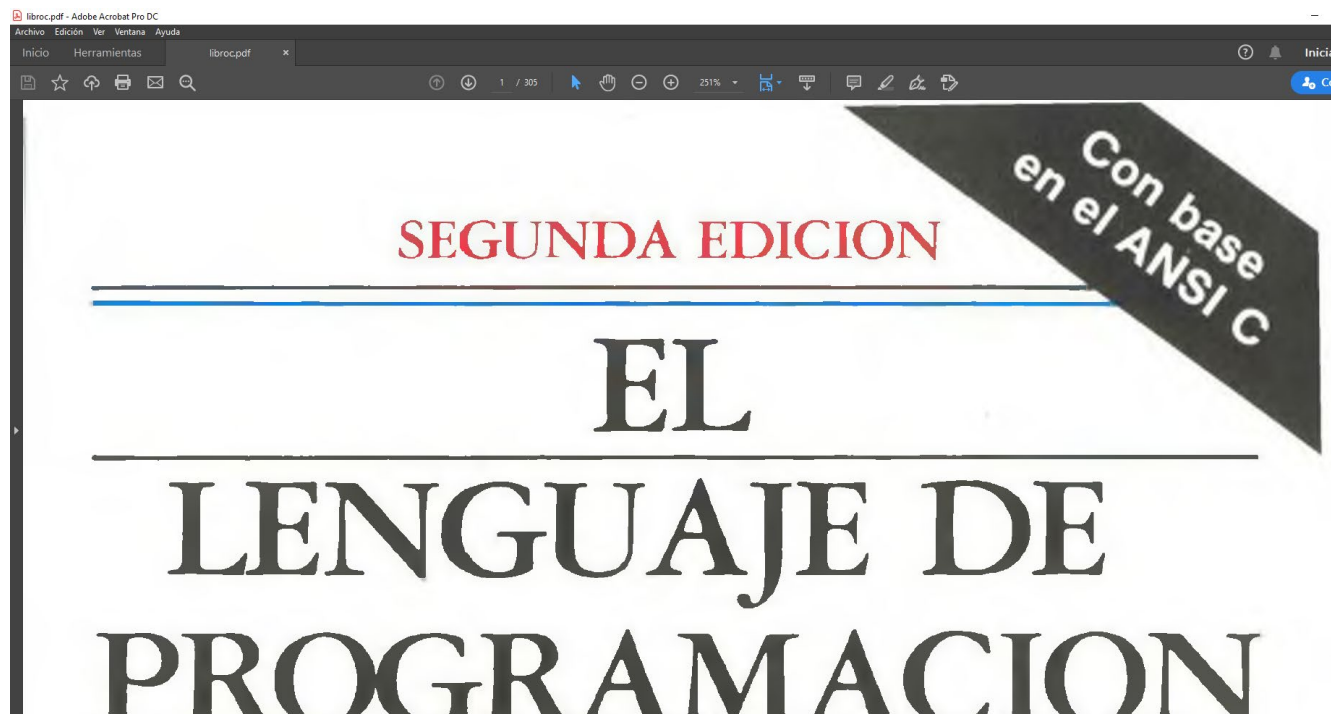 libroc.pdf - Adobe Acrobat Pro DC
Archivo Edición Ver Ventana Ayuda
Inicio Herramientas libroc.pdf × ? Inicia
1 / 305 251%
Con base
en el ANSI C
SEGUNDA EDICION
EL
LENGUAJE DE
PROGRAMACION